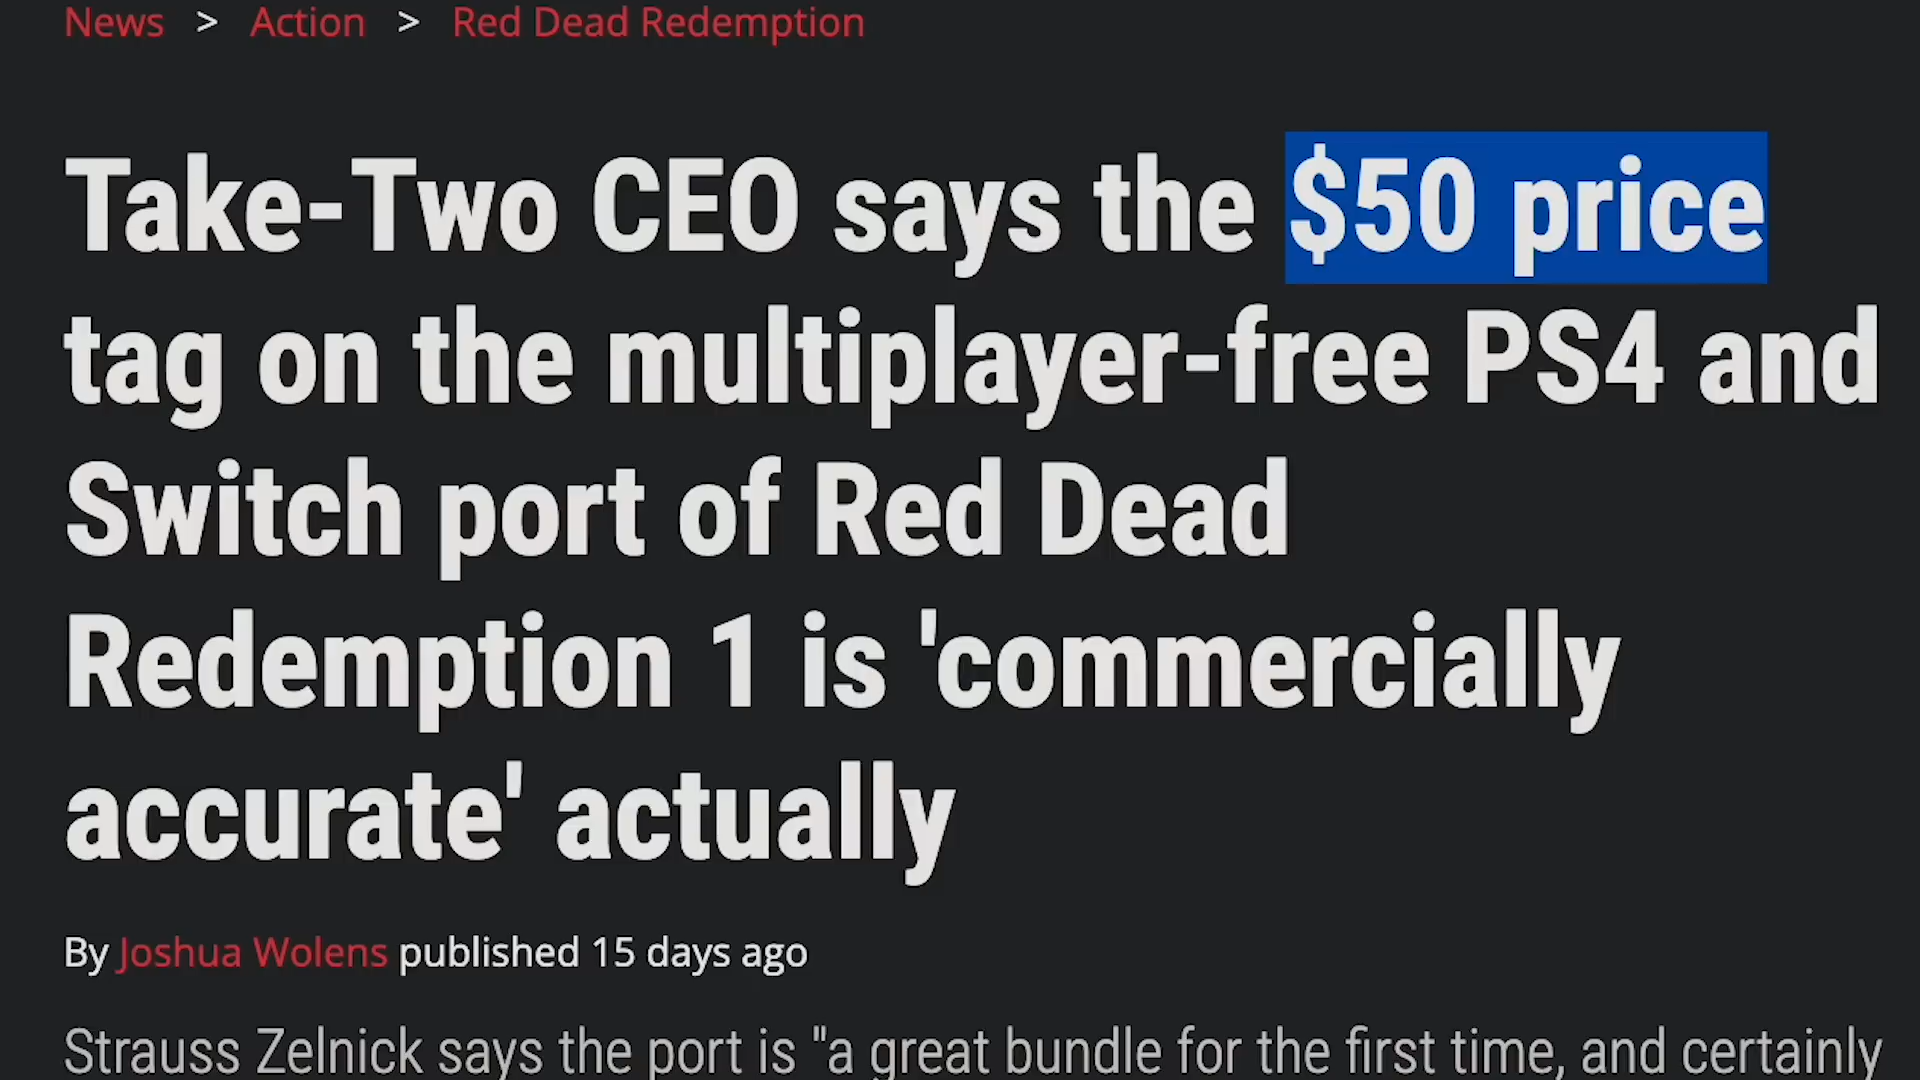 News > Action > Red Dead Redemption
Take-Two CEO says the $50 price
tag on the multiplayer-free PS4 and
Switch port of Red Dead
Redemption 1 is 'commercially
accurate' actually
By Joshua Wolens published 15 days ago
Strauss Zelnick says the port is "a great bundle for the first time, and certainly